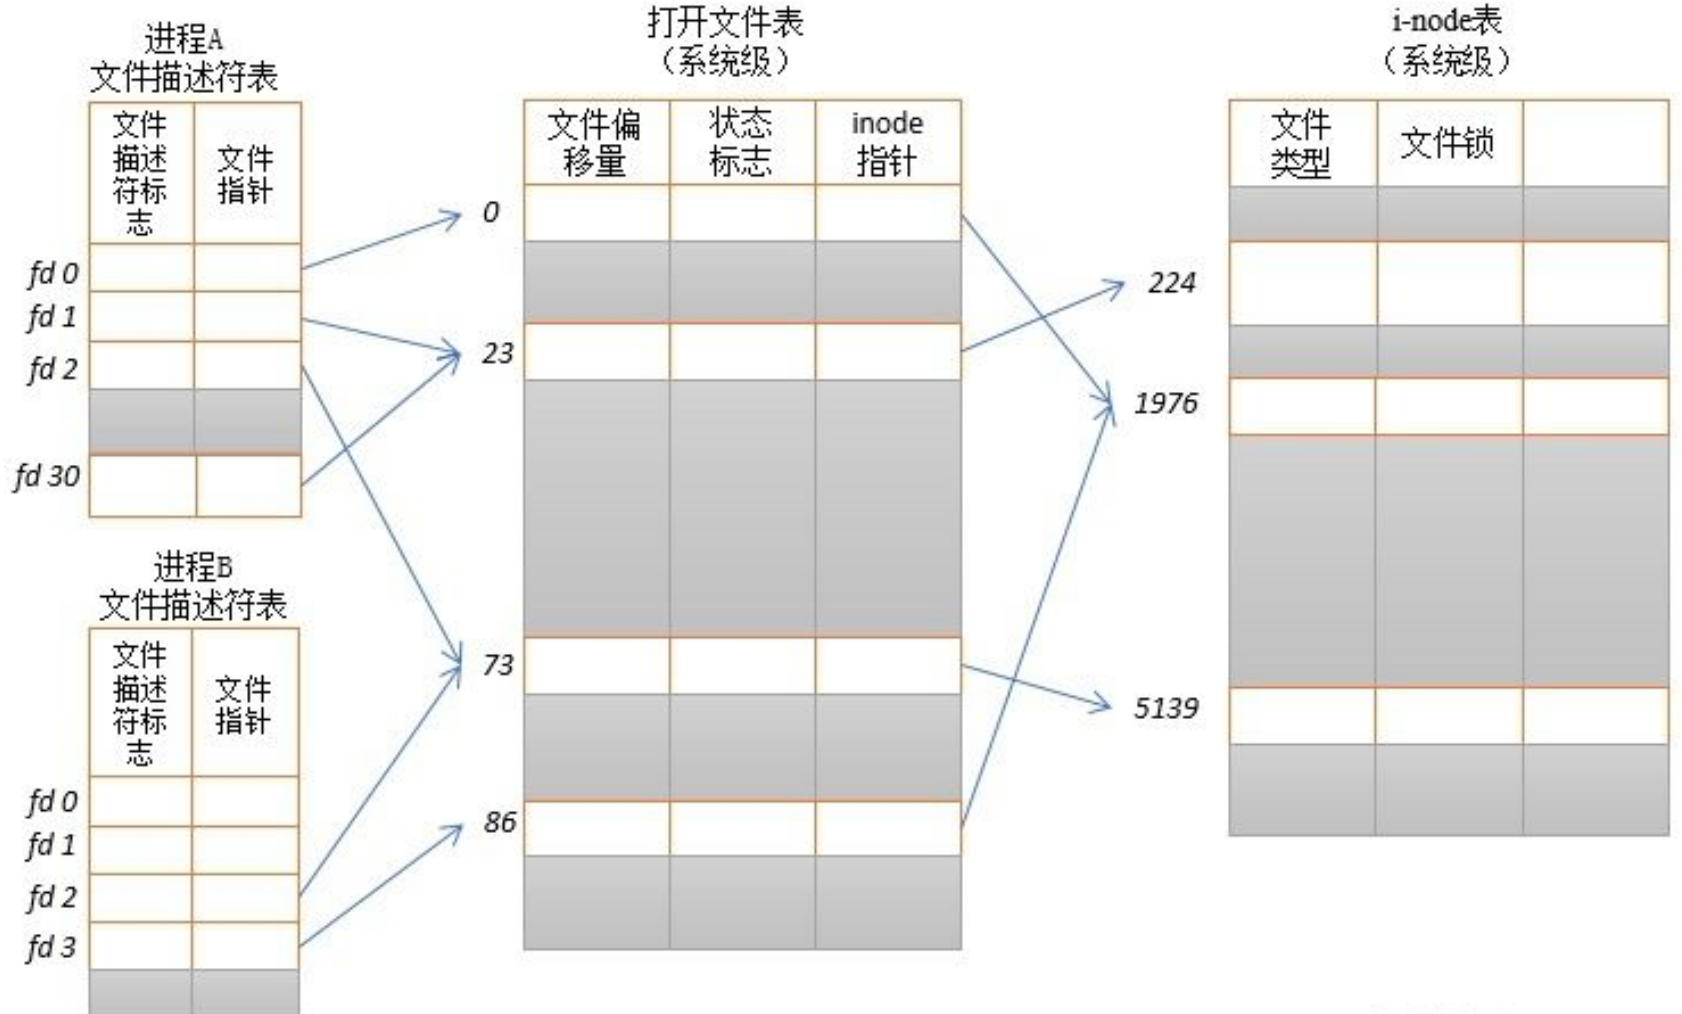 进程A
文件描述符表
文件
描述
符标
志
文件
指针
fd 0
fd 1
fd 2
fd 30
进程B
文件描述符表
文件
描述
符标
志
文件
指针
fd 0
fd 1
fd 2
fd 3
打开文件表
（系统级）
文件偏
移量
状态
标志
inode
指针
0
23
73
86
i-node表
（系统级）
文件
类型
文件锁
224
1976
5139